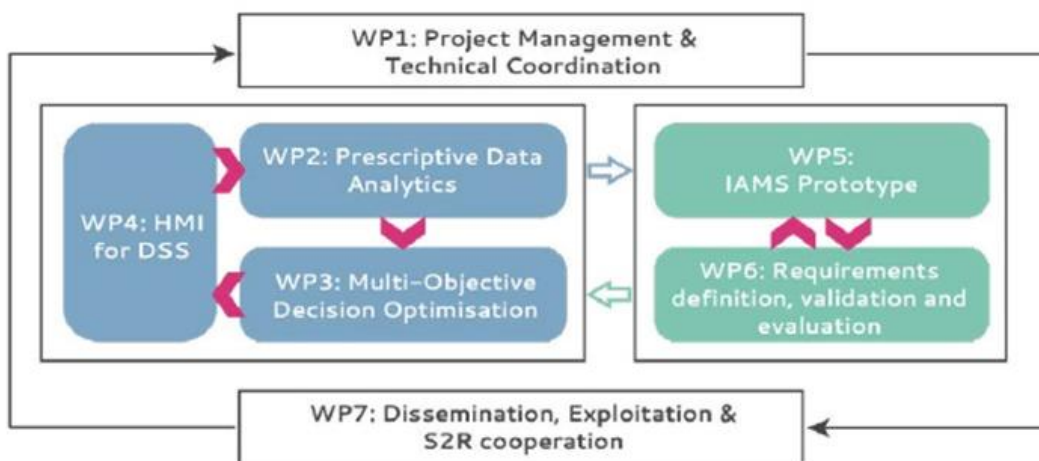 WP1: Project Management &
Technical Coordination
WP4: HMI
for DSS
WP2: Prescriptive Data
Analytics
WP3: Multi-Objective
Decision Optimisation
WP5:
IAMS Prototype
WP6: Requirements
definition, validation and
evaluation
WP7: Dissemination, Exploitation &
S2R cooperation